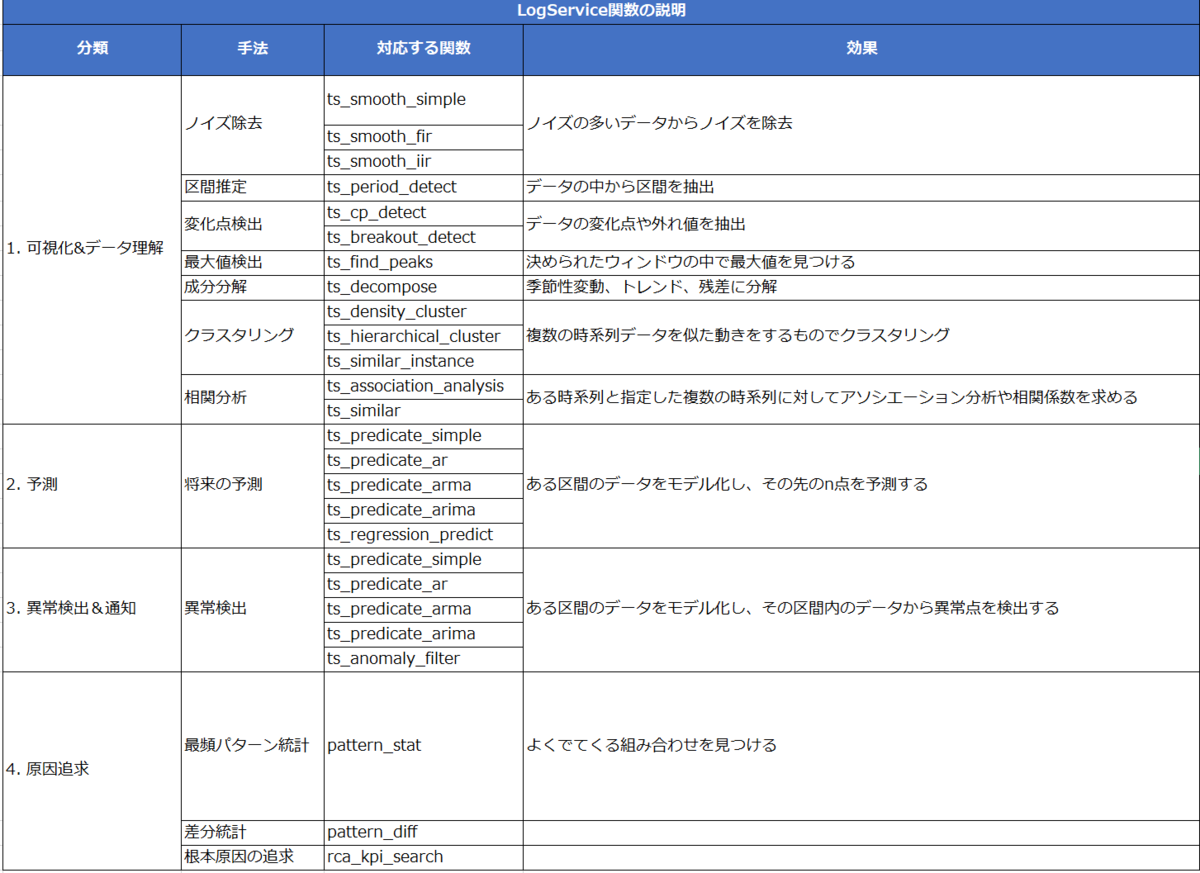 LogService関数の説明
分類 手法 対応する関数 効果
1. 可視化&データ理解
ノイズ除去
ts_smooth_simple
ts_smooth_fir
ts_smooth_iir
ノイズの多いデータからノイズを除去
区間推定 ts_period_detect データの中から区間を抽出
変化点検出
ts_cp_detect
ts_breakout_detect
データの変化点や外れ値を抽出
最大値検出 ts_find_peaks 決められたウィンドウの中で最大値を見つける
成分分解 ts_decompose 季節性変動、トレンド、残差に分解
クラスタリング
ts_density_cluster
ts_hierarchical_cluster
ts_similar_instance
複数の時系列データを似た動きをするものでクラスタリング
相関分析
ts_association_analysis
ts_similar
ある時系列と指定した複数の時系列に対してアソシエーション分析や相関係数を求める
2. 予測
将来の予測
ts_predicate_simple
ts_predicate_ar
ts_predicate_arma
ts_predicate_arima
ts_regression_predict
ある区間のデータをモデル化し、その先のn点を予測する
3. 異常検出＆通知
異常検出
ts_predicate_simple
ts_predicate_ar
ts_predicate_arma
ts_predicate_arima
ts_anomaly_filter
ある区間のデータをモデル化し、その区間内のデータから異常点を検出する
4. 原因追求
最頻パターン統計 pattern_stat よくでてくる組み合わせを見つける
差分統計 pattern_diff
根本原因の追求 rca_kpi_search